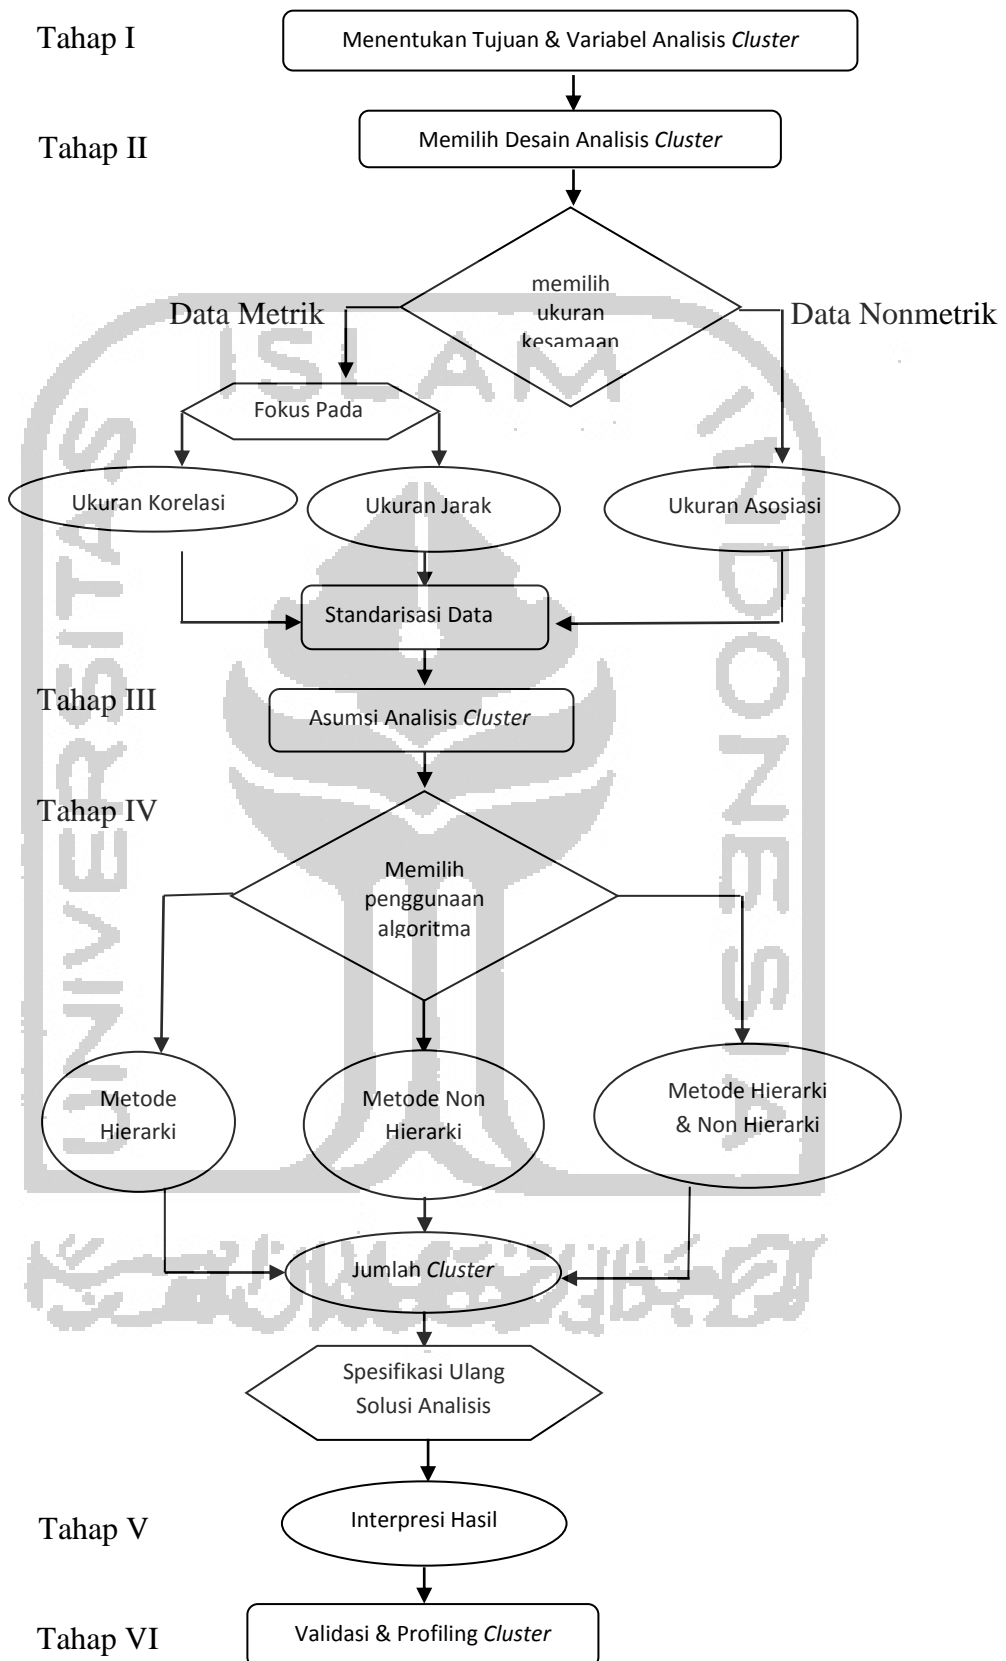 Tahap I
Menentukan Tujuan & Variabel Analisis Cluster
Tahap II
Memilih Desain Analisis Cluster
memilih
ukuran
kesamaan
Data Metrik
Data Nonmetrik
Fokus Pada
Ukuran Korelasi
Ukuran Jarak
Ukuran Asosiasi
Standarisasi Data
Tahap III
Asumsi Analisis Cluster
Tahap IV
Memilih
penggunaan
algoritma
Metode
Hierarki
Metode Non
Hierarki
Metode Hierarki
& Non Hierarki
Jumlah Cluster
Spesifikasi Ulang
Solusi Analisis
Tahap V
Interpresi Hasil
Tahap VI
Validasi & Profiling Cluster
UNIVERSITAS
ISLAM
INDONESIA